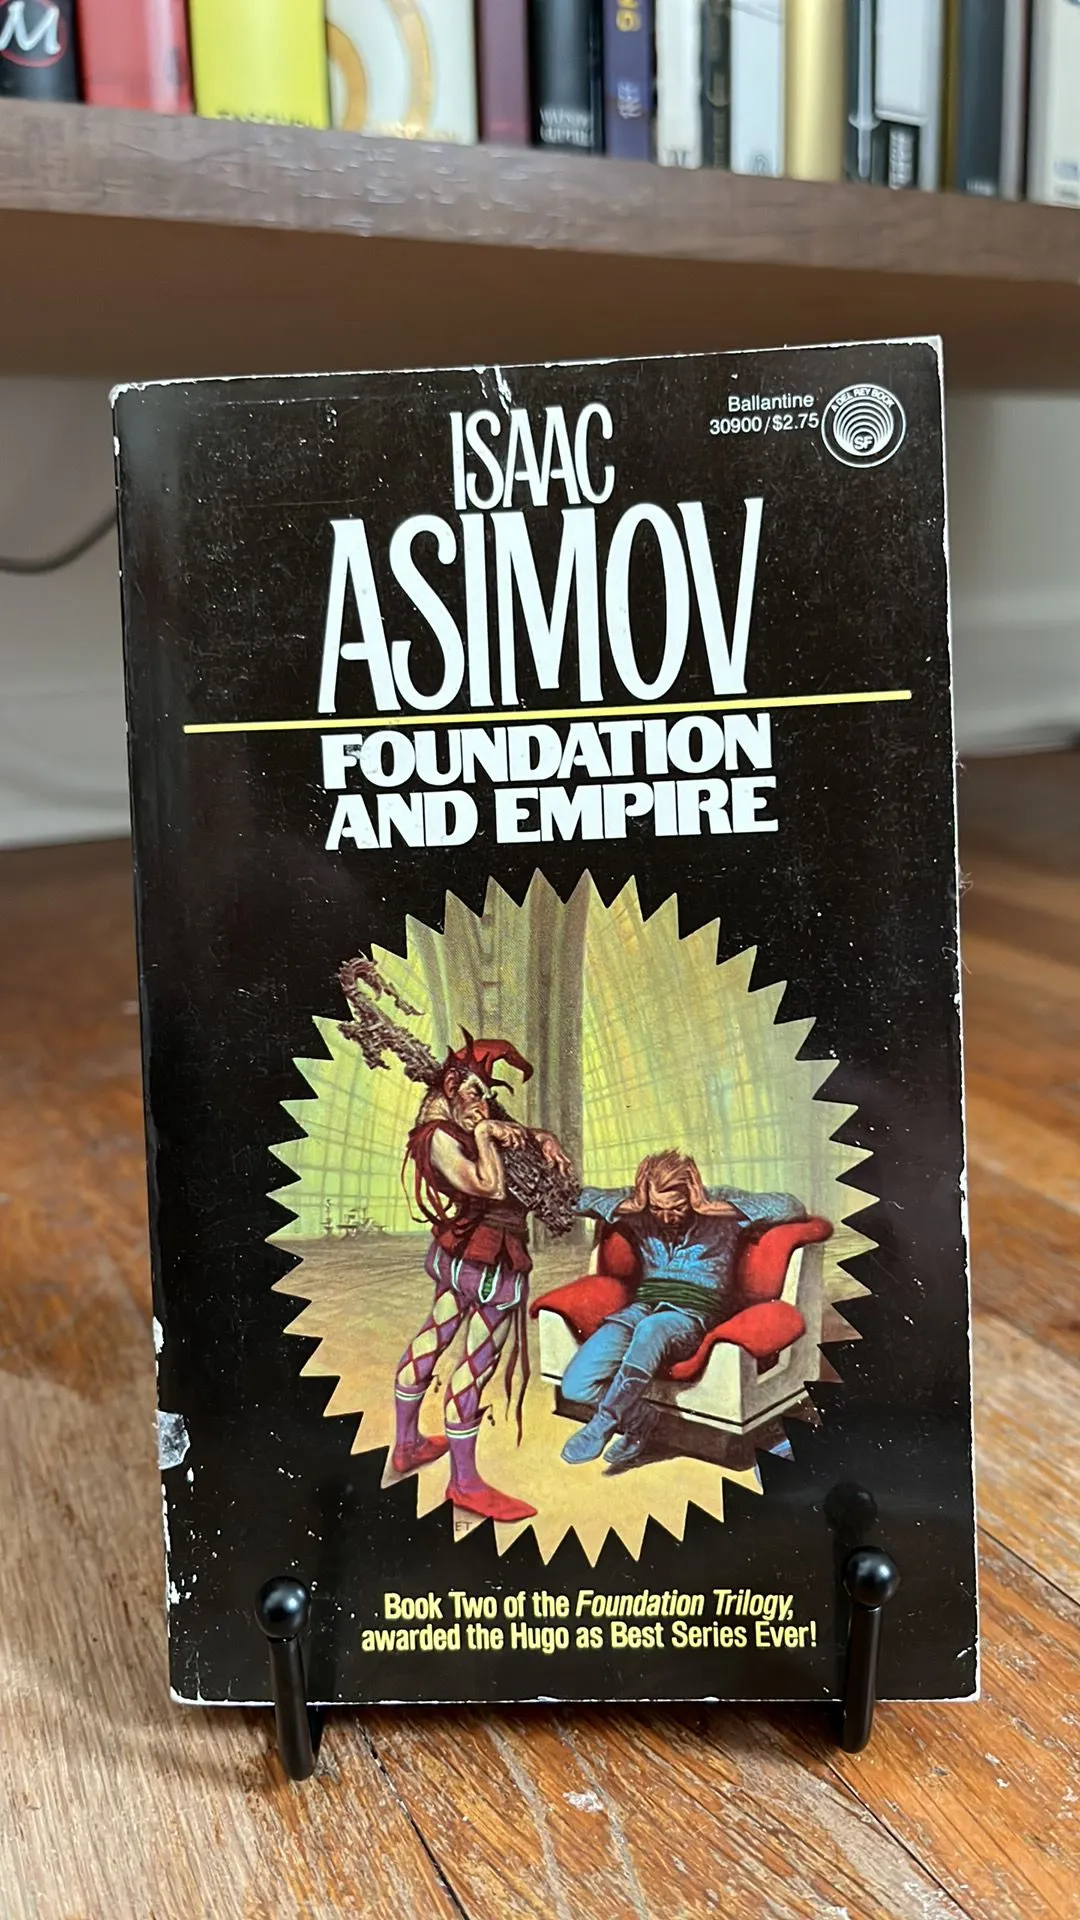 M
Ballantine
30900/$2.75
A DEL REY BOOK
SF
ISAAC
ASIMOV
FOUNDATION
AND EMPIRE
ET
Book Two of the Foundation Trilogy,
awarded the Hugo as Best Series Ever!